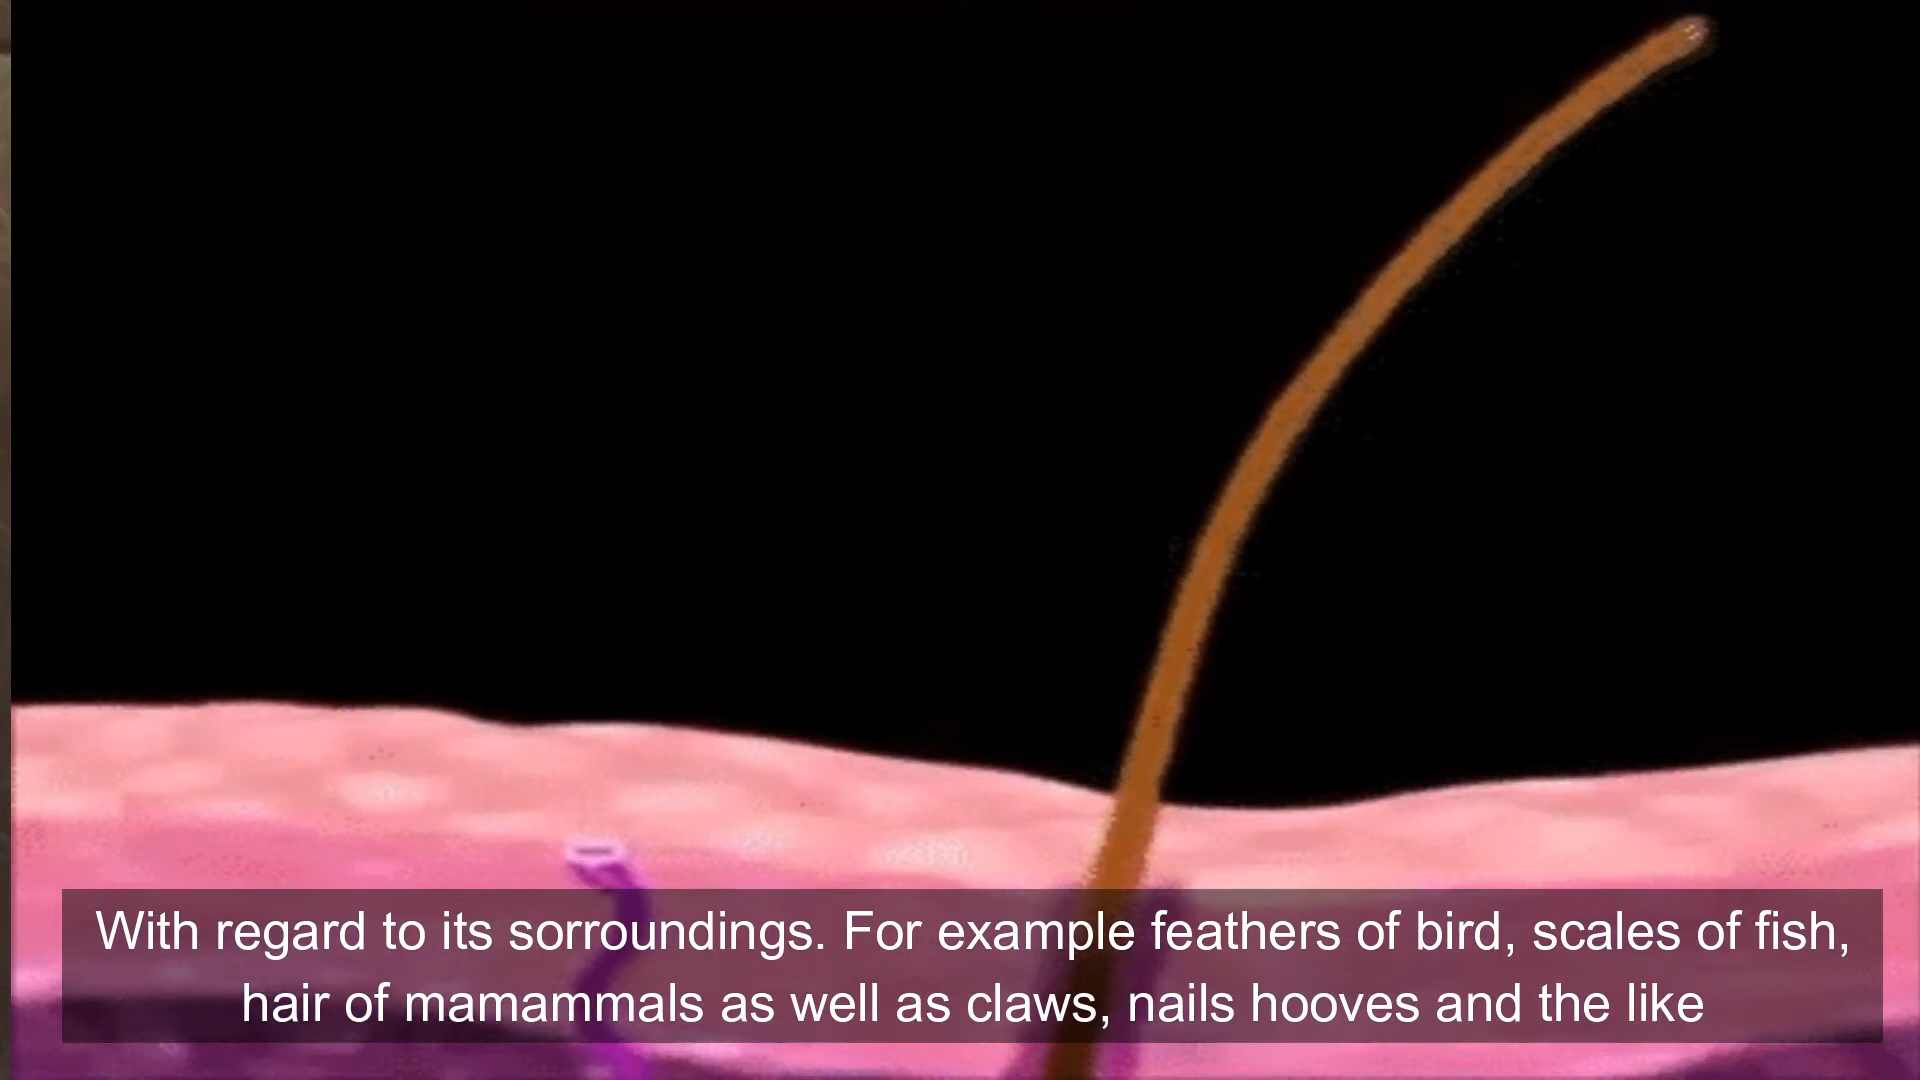 With regard to its sorroundings. For example feathers of bird, scales of fish,
hair of mamammals as well as claws, nails hooves and the like